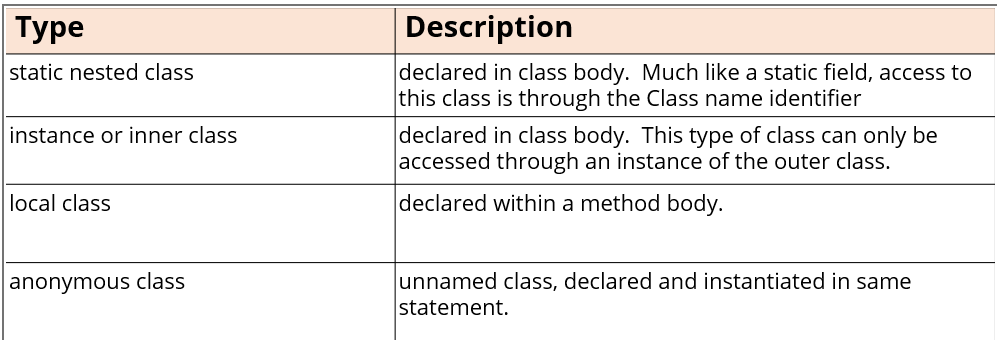 Type
Description
static nested class
declared in class body.  Much like a static field, access to
this class is through the Class name identifier
instance or inner class
declared in class body.  This type of class can only be
accessed through an instance of the outer class.
local class
declared within a method body.
anonymous class
unnamed class, declared and instantiated in same
statement.